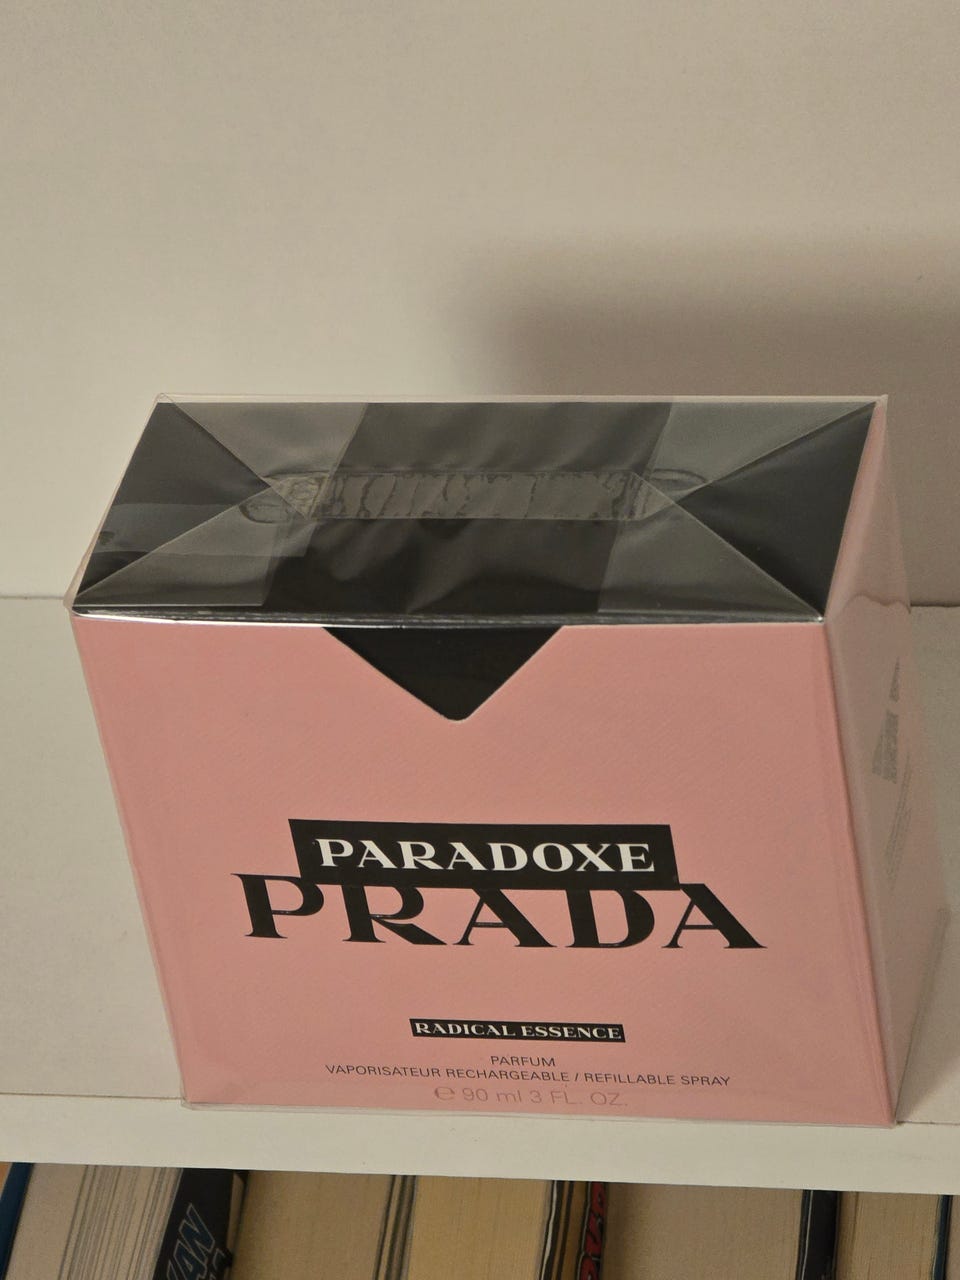 PARADOXE
PRADA
RADICAL ESSENCE
PARFUM
VAPORISATEUR RECHARGEABLE / REFILLABLE SPRAY
℮ 90 ml 3 FL. OZ.